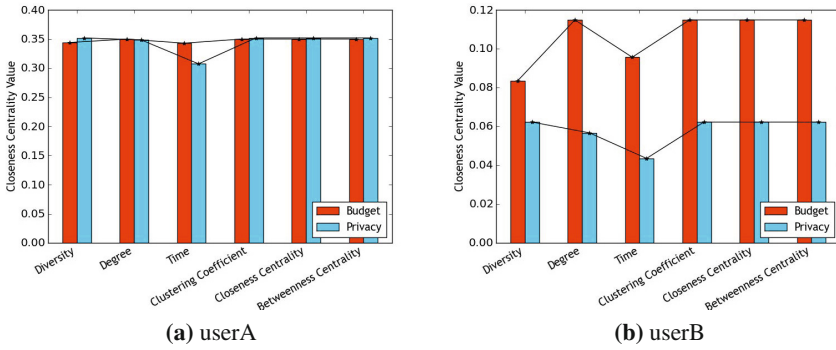 0.40
0.35
0.30
0.25
0.20
0.15
0.10
0.05
0.00
Closeness Centrality Value
Budget
Privacy
Diversity
Degree
Time
Clustering Coefficient
Closeness Centrality
Betweenness Centrality
(a) userA
0.12
0.10
0.08
0.06
0.04
0.02
0.00
Closeness Centrality Value
Budget
Privacy
Diversity
Degree
Time
Clustering Coefficient
Closeness Centrality
Betweenness Centrality
(b) userB